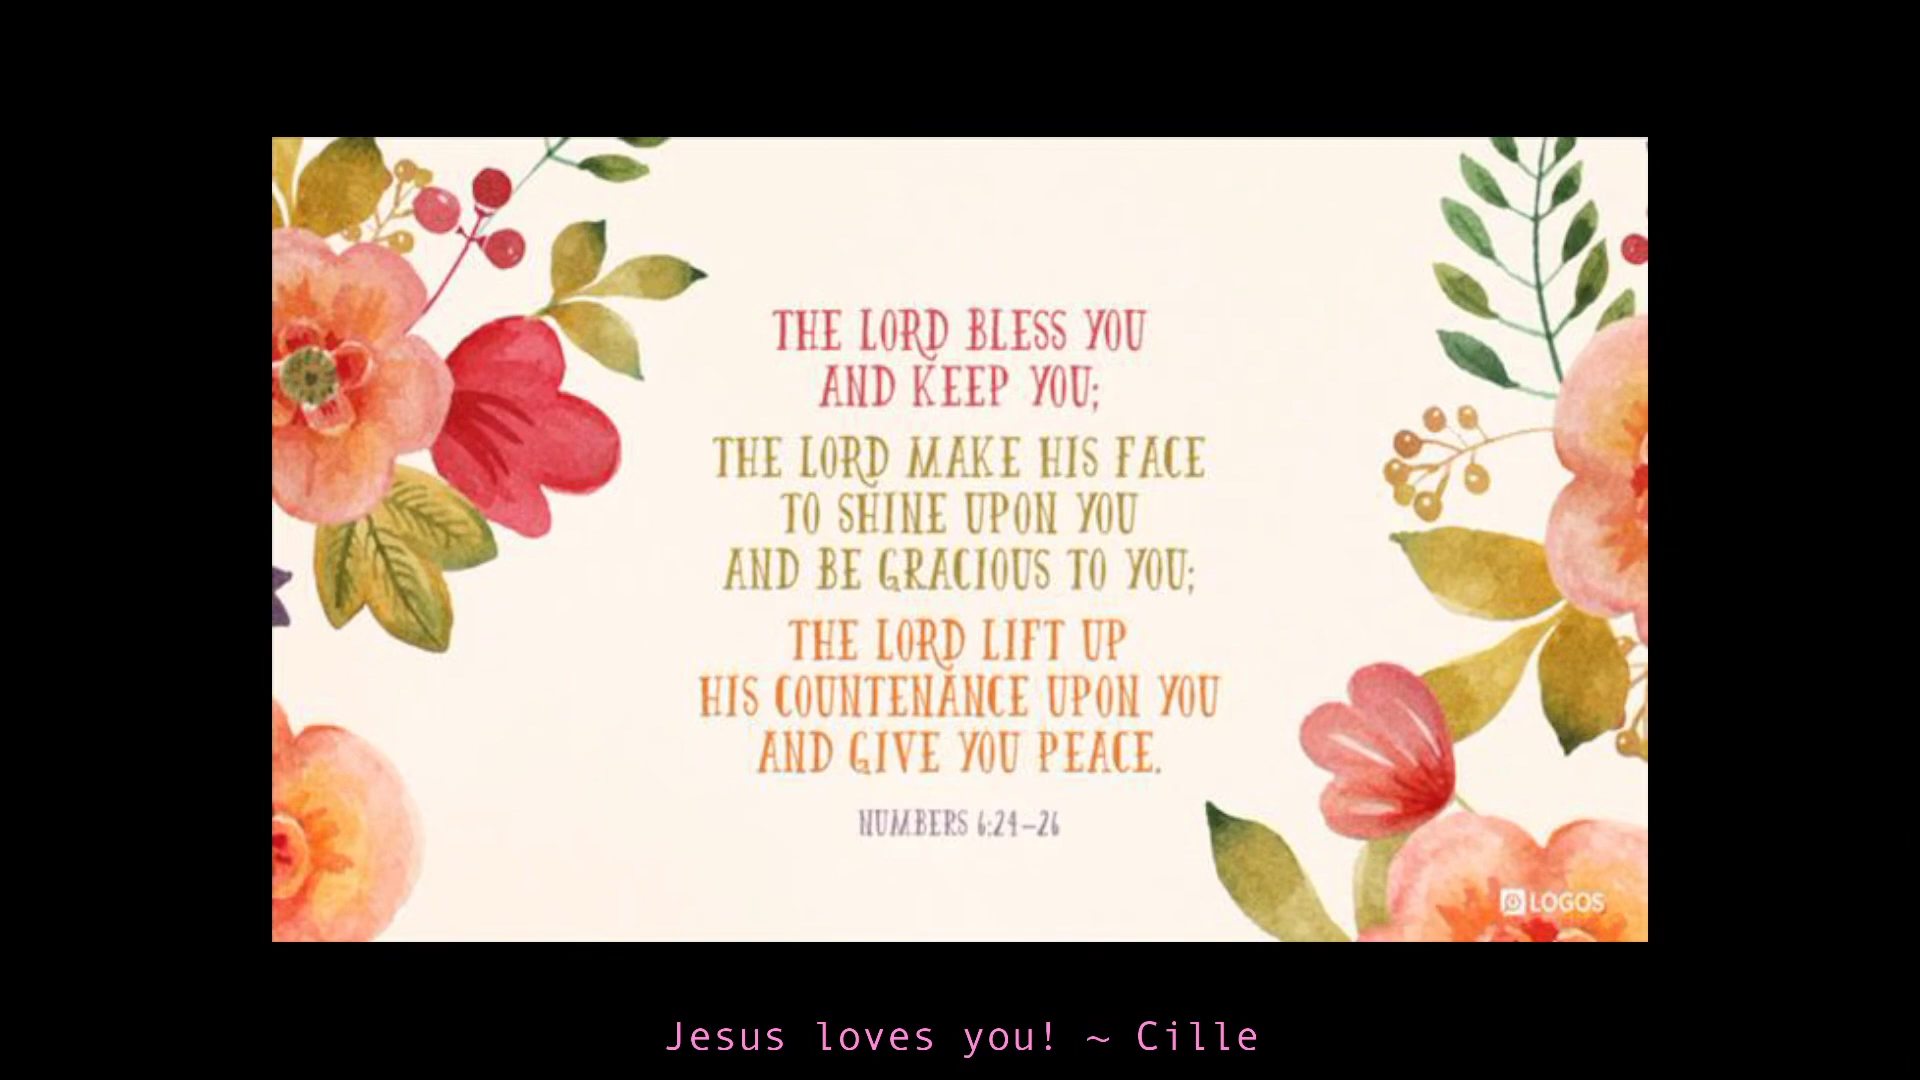 THE LORD BLESS YOU
AND KEEP YOU;
THE LORD MAKE HIS FACE
TO SHINE UPON YOU
AND BE GRACIOUS TO YOU;
THE LORD LIFT UP
HIS COUNTENANCE UPON YOU
AND GIVE YOU PEACE.
NUMBERS 6:24–26
LOGOS
Jesus loves you! ~ Cille